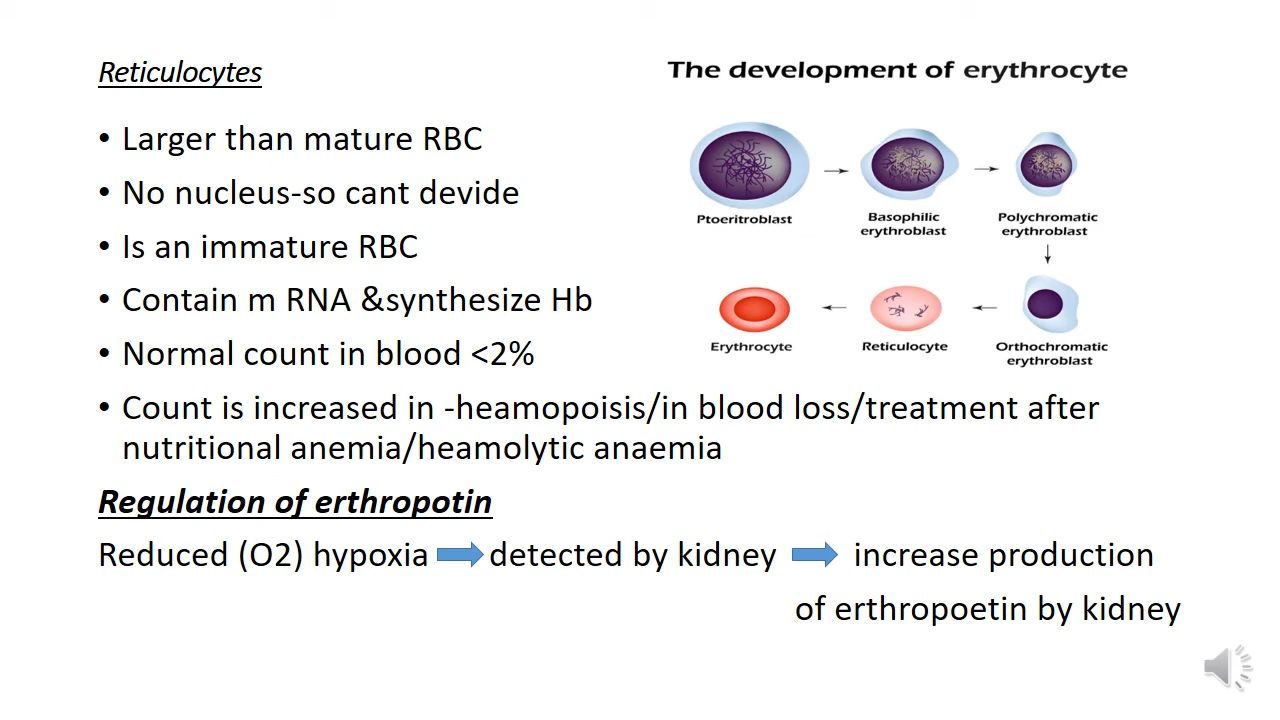 Reticulocytes
The development of erythrocyte
• Larger than mature RBC
• No nucleus-so cant devide
• Is an immature RBC
• Contain m RNA &synthesize Hb
• Normal count in blood <2%
Ptoeritroblast
Basophilic
erythroblast
Polychromatic
erythroblast
Erythrocyte
Reticulocyte
Orthochromatic
erythroblast
• Count is increased in -heamopoisis/in blood loss/treatment after
nutritional anemia/heamolytic anaemia
Regulation of erthropotin
Reduced (O2) hypoxia detected by kidney increase production
of erthropoetin by kidney